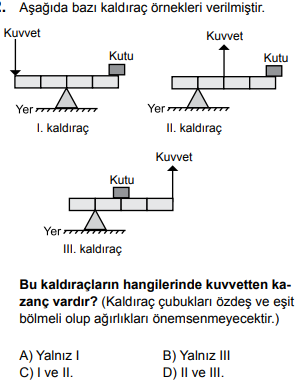 . Aşağıda bazı kaldıraç örnekleri verilmiştir.
Kuvvet
Kutu
Yer
I. kaldıraç
Kuvvet
Kutu
Yer
II. kaldıraç
Kuvvet
Kutu
Yer
III. kaldıraç
Bu kaldıraçların hangilerinde kuvvetten ka-
zanç vardır? (Kaldıraç çubukları özdeş ve eşit
bölmeli olup ağırlıkları önemsenmeyecektir.)
A) Yalnız I B) Yalnız III
C) I ve II. D) II ve III.